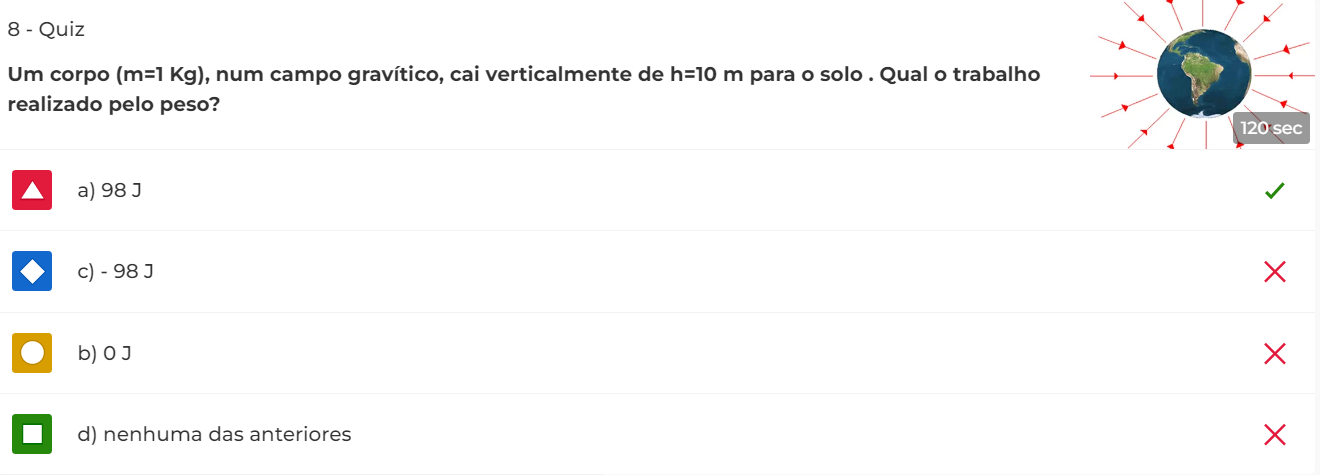 8 - Quiz
Um corpo (m=1 Kg), num campo gravítico, cai verticalmente de h=10 m para o solo . Qual o trabalho
realizado pelo peso?
120 sec
a) 98 J
c) - 98 J
b) 0 J
d) nenhuma das anteriores